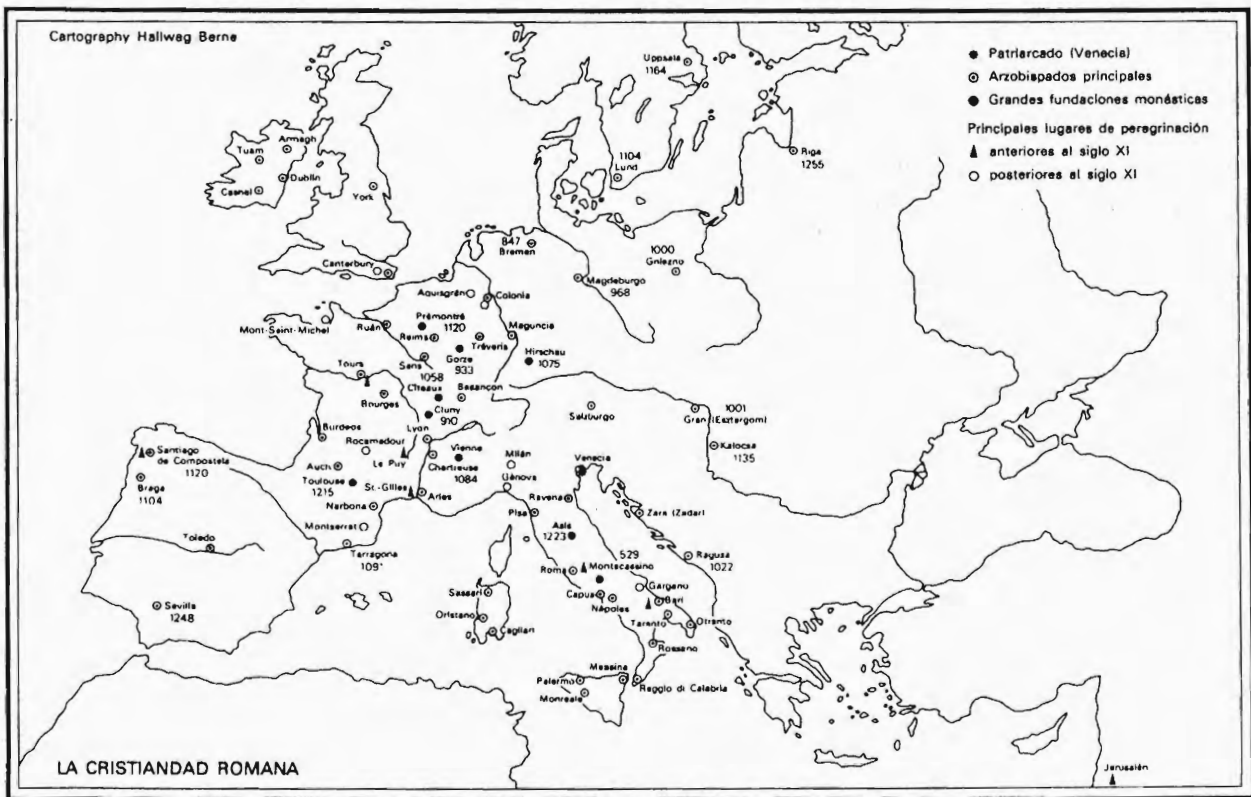 Cartography Hallwag Berne
Patriarcado (Venecia)
Arzobispados principales
Grandes fundaciones monásticas
Principales lugares de peregrinación
anteriores al siglo XI
posteriores al siglo XI
Uppsala
1164
Armagh
Tuam
Dublín
Cashel
York
1104
Lund
Riga
1255
847
Bremen
1000
Gniezno
Canterbury
Magdeburgo
968
Aquisgrán
Colonia
Mont-Saint-Michel
Ruán
Prémontré
1120
Reims
Tréveris
Maguncia
Gorze
933
Hirschau
1075
Sens
1058
Tours
Cîteaux
Besançon
Bourges
Cluny
910
Salzburgo
1001
Gran (Esztergom)
Kalocsa
1135
Burdeos
Lyon
Rocamadour
Le Puy
Vienne
Chartreuse
1084
Milán
Génova
Venecia
Santiago
de Compostela
1120
Braga
1104
Auch
Toulouse
1215
St.-Gilles
Arles
Narbona
Ravena
Pisa
Zara (Zadar)
Montserrat
Tarragona
Asís
1223
529
Montecassino
Ragusa
1022
Toledo
Roma
Gargano
Sassari
Capua
Nápoles
Bari
Sevilla
1248
Oristano
Cagliari
Tarento
Otranto
Rossano
Messina
Palermo
Monreale
Reggio di Calabria
Jerusalén
LA CRISTIANDAD ROMANA